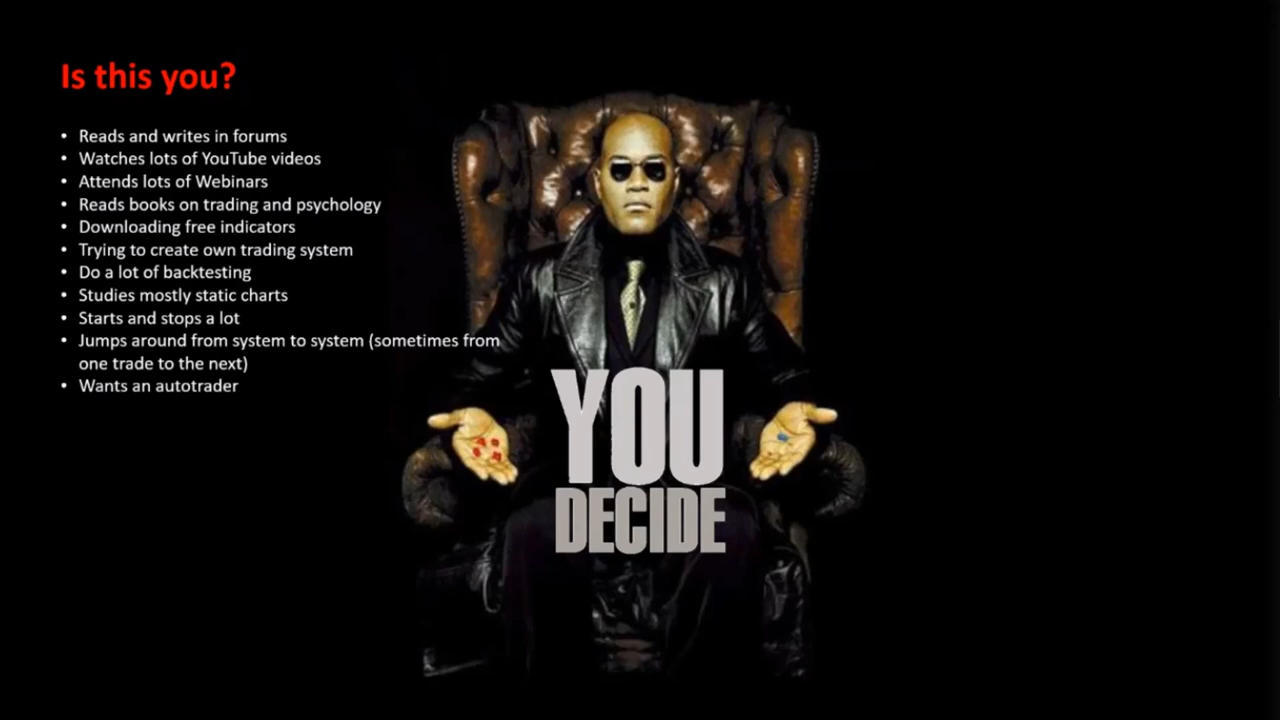 Is this you?
• Reads and writes in forums
• Watches lots of YouTube videos
• Attends lots of Webinars
• Reads books on trading and psychology
• Downloading free indicators
• Trying to create own trading system
• Do a lot of backtesting
• Studies mostly static charts
• Starts and stops a lot
• Jumps around from system to system (sometimes from
one trade to the next)
• Wants an autotrader
YOU
DECIDE